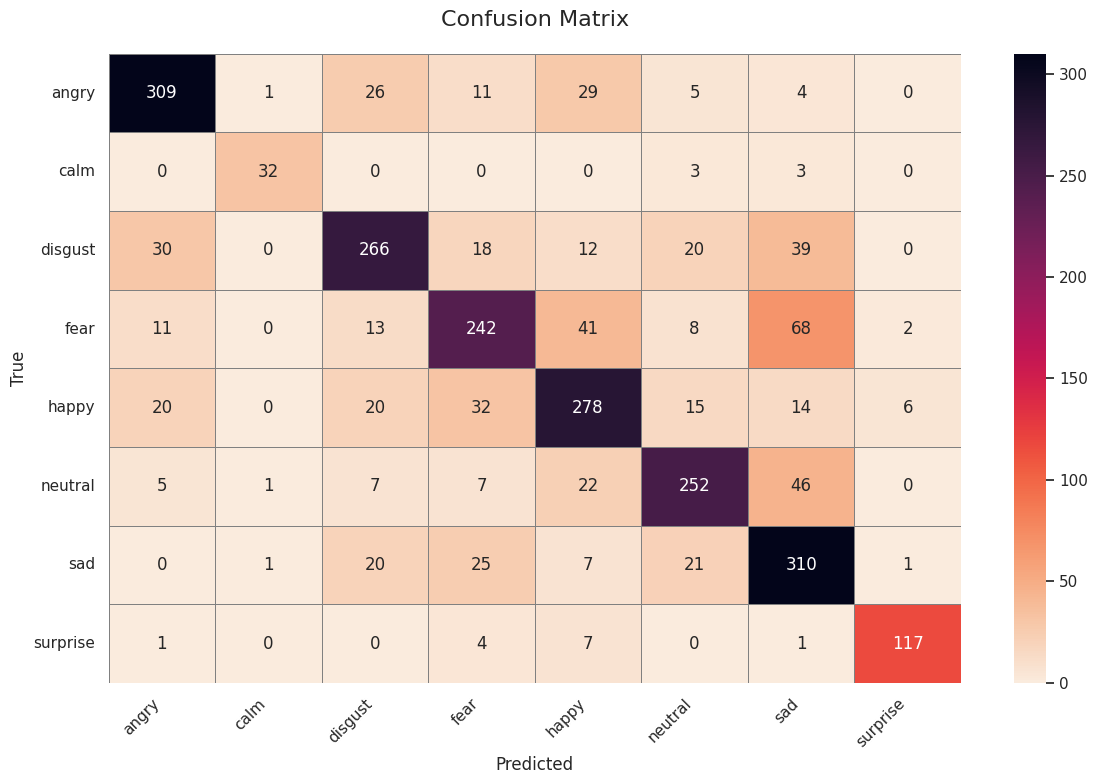 Confusion Matrix
True
angry 309 1 26 11 29 5 4 0
calm 0 32 0 0 0 3 3 0
disgust 30 0 266 18 12 20 39 0
fear 11 0 13 242 41 8 68 2
happy 20 0 20 32 278 15 14 6
neutral 5 1 7 7 22 252 46 0
sad 0 1 20 25 7 21 310 1
surprise 1 0 0 4 7 0 1 117
angry calm disgust fear happy neutral sad surprise
Predicted
300
250
200
150
100
50
0